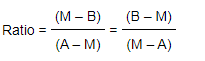 Ratio = (M – B) / (A – M) = (B – M) / (M – A)